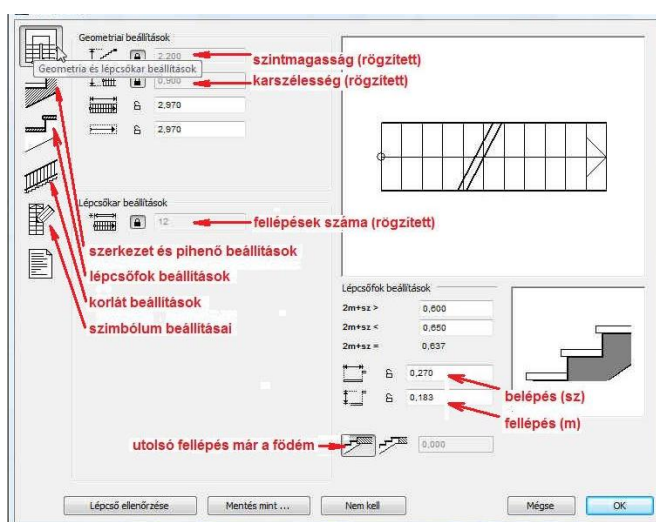 Geometriai beállítások
2,200
szintmagasság (rögzített)
Geometria és lépcsőkar beállítások
0,900
karszélesség (rögzített)
2,970
2,970
Lépcsőkar beállítások
12
fellépések száma (rögzített)
szerkezet és pihenő beállítások
lépcsőfok beállítások
korlát beállítások
szimbólum beállításai
Lépcsőfok beállítások
2m+sz > 0,600
2m+sz < 0,650
2m+sz = 0,637
0,270
belépés (sz)
0,183
fellépés (m)
utolsó fellépés már a födém
0,000
Lépcső ellenőrzése
Mentés mint ...
Nem kell
Mégse
OK